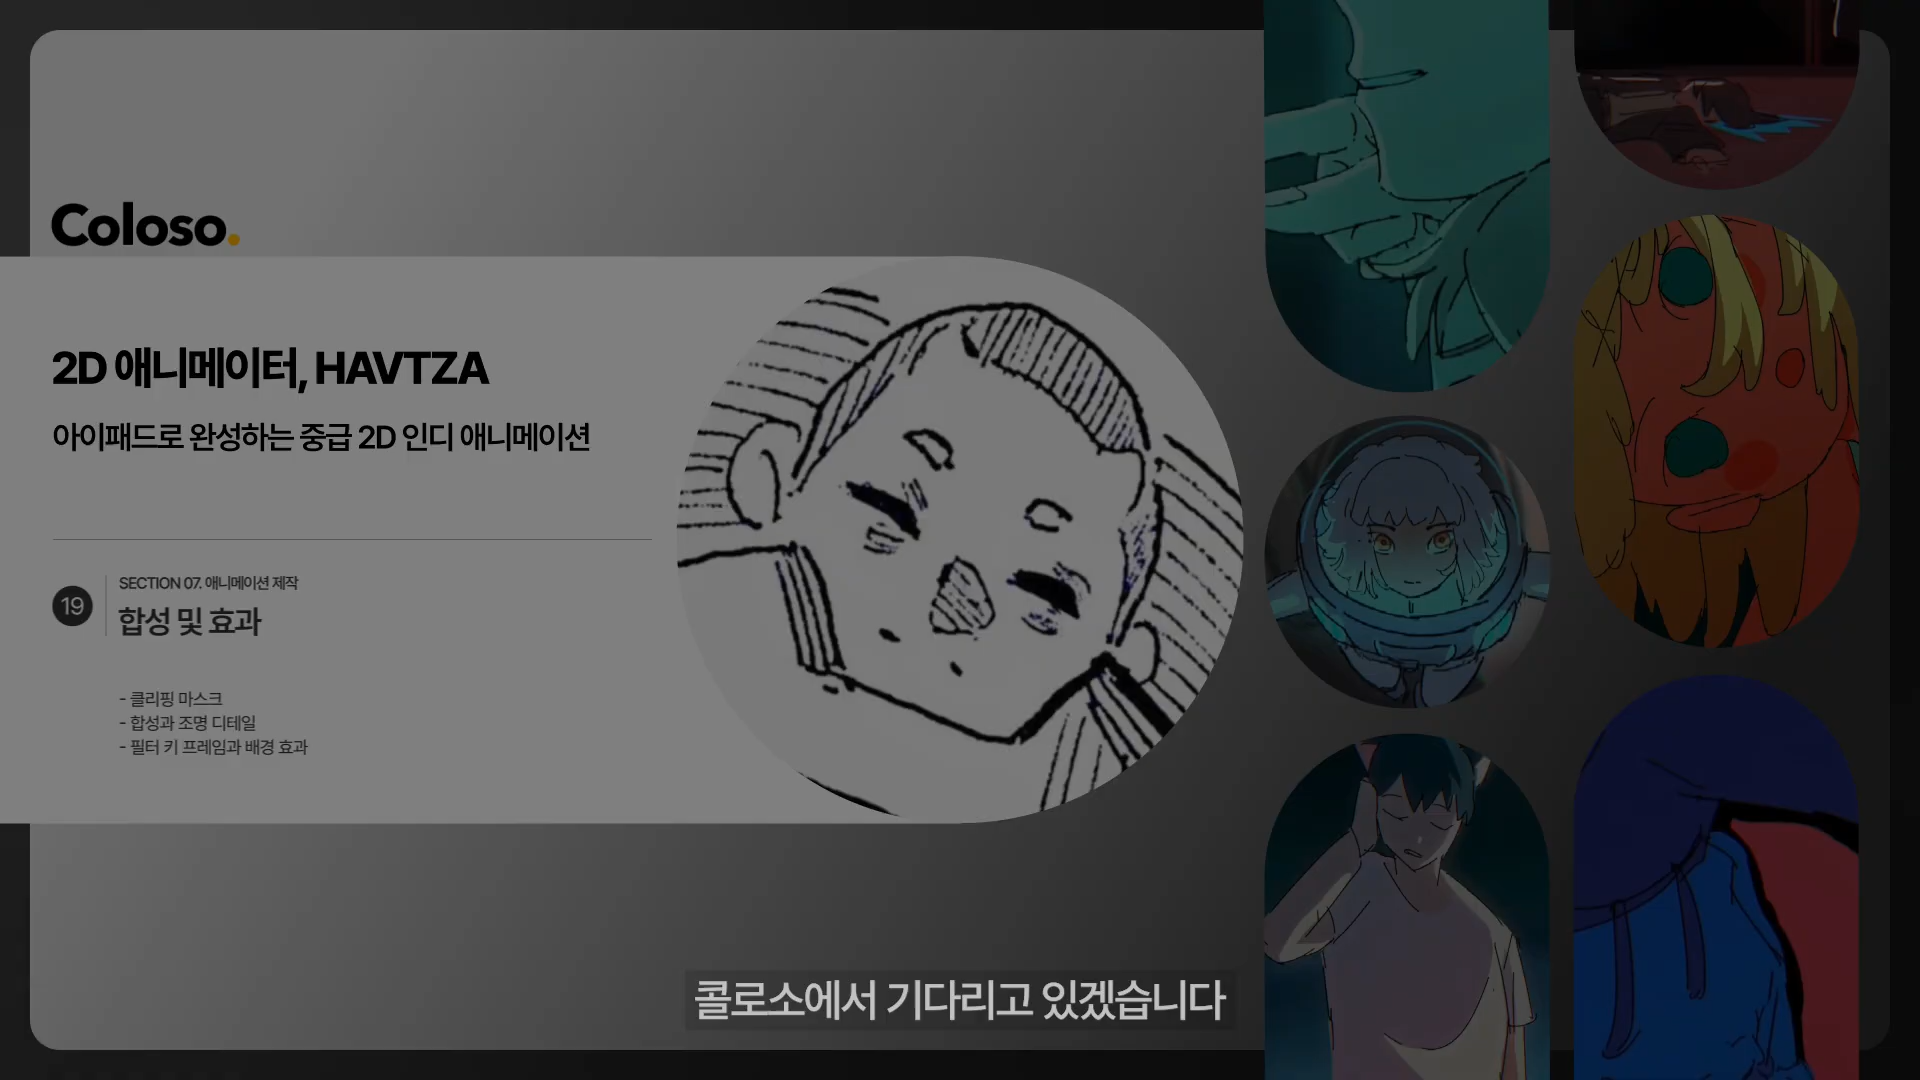 Coloso.
2D 애니메이터, HAVTZA
아이패드로 완성하는 중급 2D 인디 애니메이션
19
SECTION 07. 애니메이션 제작
합성 및 효과
- 클리핑 마스크
- 합성과 조명 디테일
- 필터 키 프레임과 배경 효과
콜로소에서 기다리고 있겠습니다